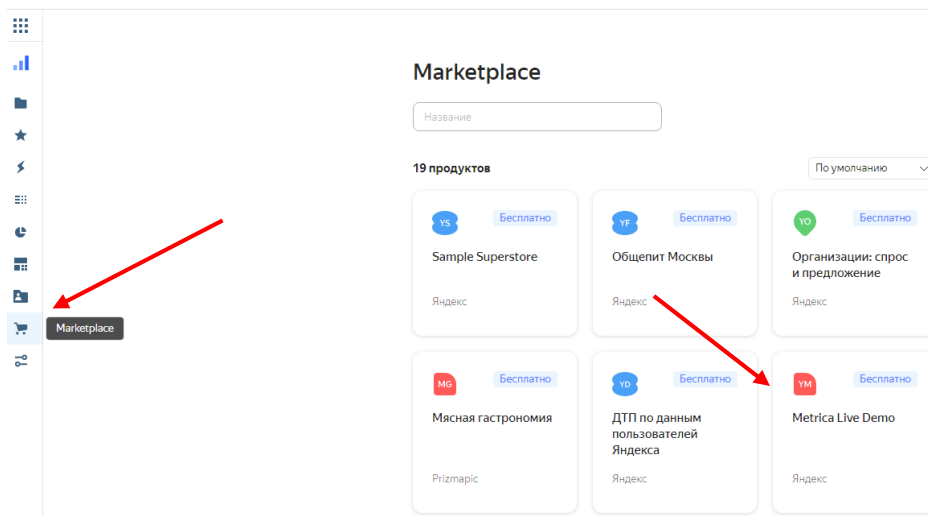 Marketplace
Название
19 продуктов
По умолчанию
YS
Бесплатно
Sample Superstore
Яндекс
YF
Бесплатно
Общепит Москвы
Яндекс
YO
Бесплатно
Организации: спрос
и предложение
Яндекс
Marketplace
MG
Бесплатно
Мясная гастрономия
Prizmapic
YD
Бесплатно
ДТП по данным
пользователей
Яндекса
Яндекс
YM
Бесплатно
Metrica Live Demo
Яндекс